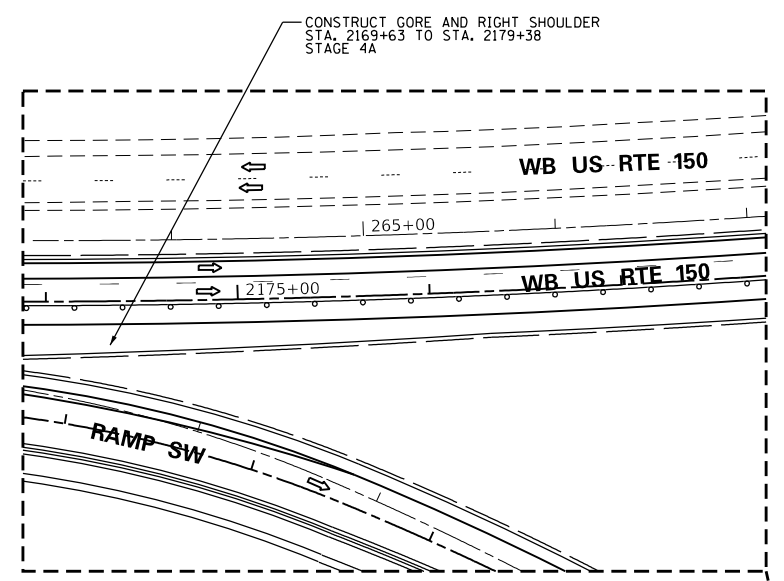 CONSTRUCT GORE AND RIGHT SHOULDER
STA. 2169+63 TO STA. 2179+38
STAGE 4A
WB US RTE 150
265+00
WB US RTE 150
2175+00
RAMP SW